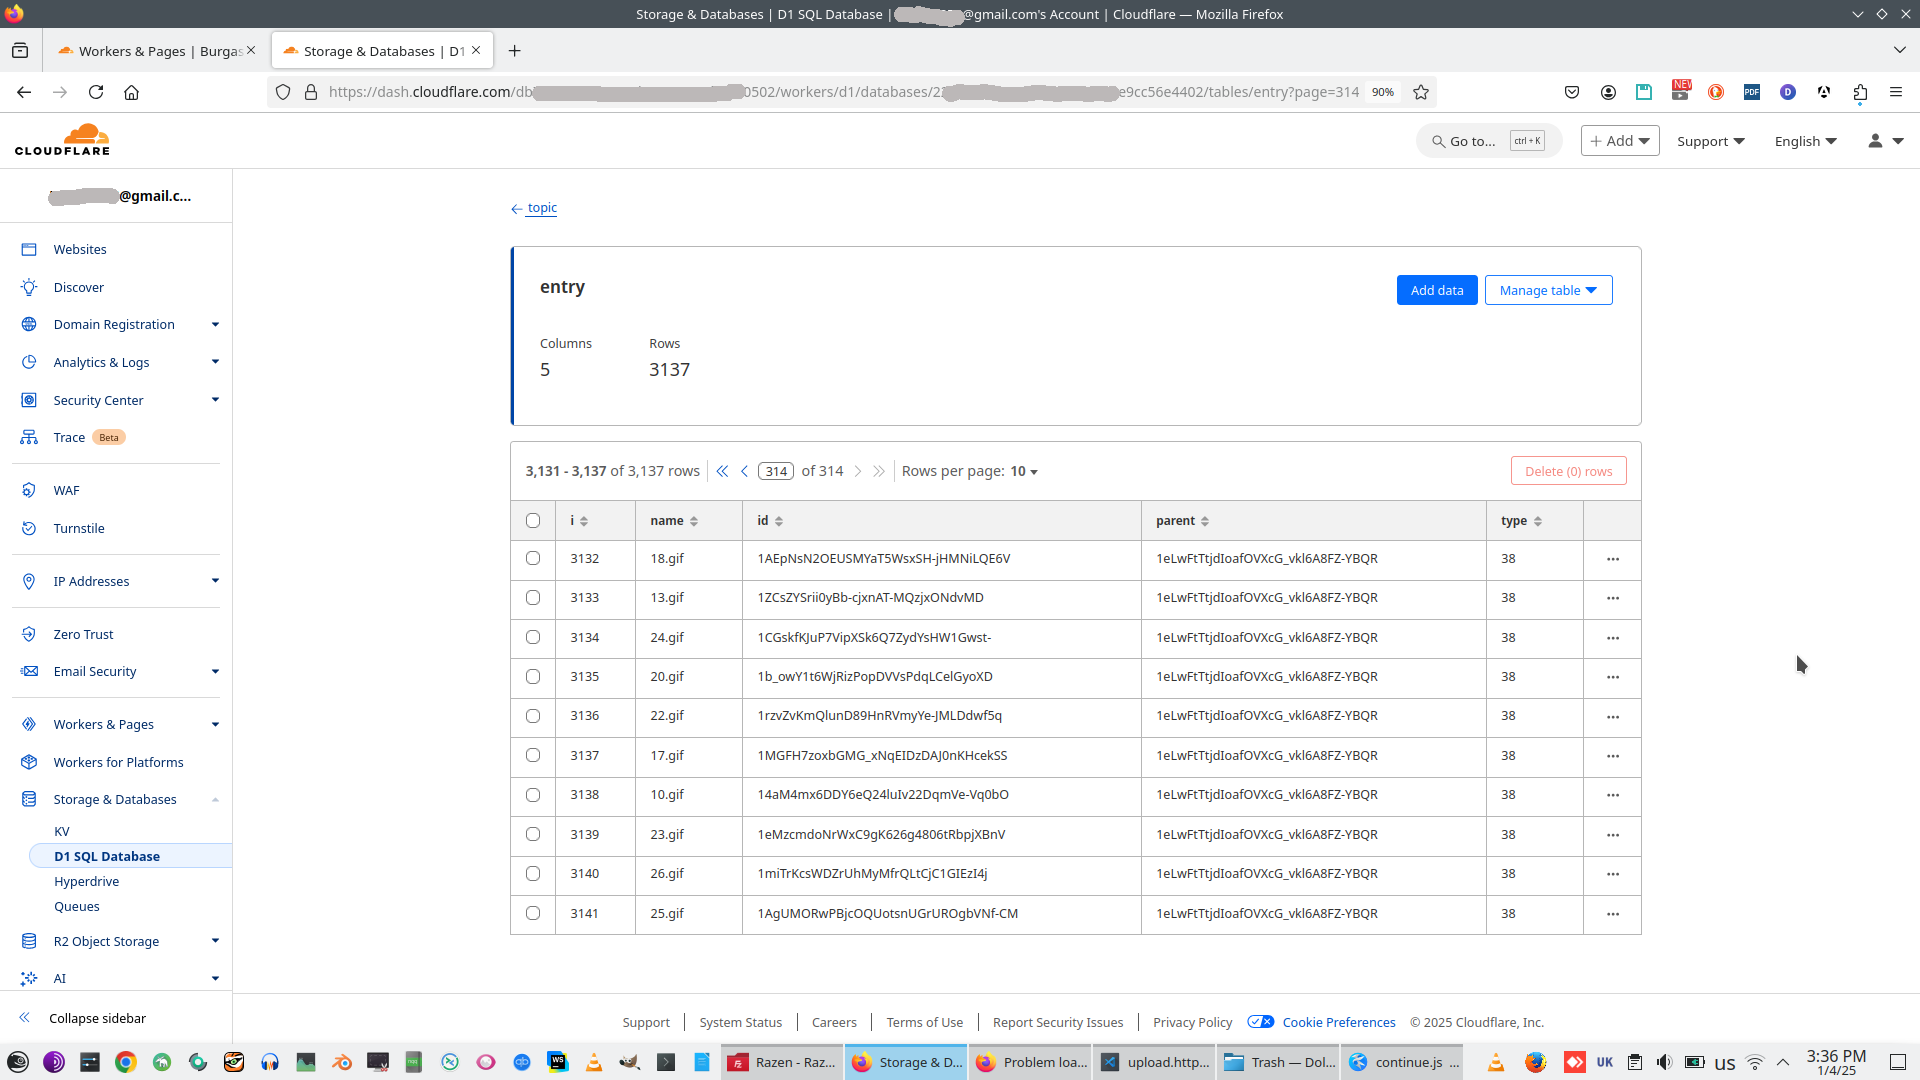 Storage & Databases | D1 SQL Database | @gmail.com's Account | Cloudflare — Mozilla Firefox
Workers & Pages | Burgas
Storage & Databases | D1
https://dash.cloudflare.com/db 0502/workers/d1/databases/2 e9cc56e4402/tables/entry?page=314
90%
NEW
PDF
D
CLOUDFLARE
Go to...
ctrl + K
+ Add
Support
English
@gmail.c...
Websites
Discover
Domain Registration
Analytics & Logs
Security Center
Trace Beta
WAF
Turnstile
IP Addresses
Zero Trust
Email Security
Workers & Pages
Workers for Platforms
Storage & Databases
KV
D1 SQL Database
Hyperdrive
Queues
R2 Object Storage
AI
Collapse sidebar
← topic
entry
Add data
Manage table
Columns Rows
5 3137
3,131 - 3,137 of 3,137 rows
314 of 314
Rows per page: 10
Delete (0) rows
i name id parent type
3132 18.gif 1AEpNsN2OEUSMYaT5WsxSH-jHMNiLQE6V 1eLwFtTtjdIoafOVXcG_vkl6A8FZ-YBQR 38 ···
3133 13.gif 1ZCsZYSrii0yBb-cjxnAT-MQzjxONdvMD 1eLwFtTtjdIoafOVXcG_vkl6A8FZ-YBQR 38 ···
3134 24.gif 1CGskfKJuP7VipXSk6Q7ZydYsHW1Gwst- 1eLwFtTtjdIoafOVXcG_vkl6A8FZ-YBQR 38 ···
3135 20.gif 1b_owY1t6WjRizPopDVVsPdqLCelGyoXD 1eLwFtTtjdIoafOVXcG_vkl6A8FZ-YBQR 38 ···
3136 22.gif 1rzvZvKmQlunD89HnRVmyYe-JMLDdwf5q 1eLwFtTtjdIoafOVXcG_vkl6A8FZ-YBQR 38 ···
3137 17.gif 1MGFH7zoxbGMG_xNqEIDzDAJ0nKHcekSS 1eLwFtTtjdIoafOVXcG_vkl6A8FZ-YBQR 38 ···
3138 10.gif 14aM4mx6DDY6eQ24luIv22DqmVe-Vq0bO 1eLwFtTtjdIoafOVXcG_vkl6A8FZ-YBQR 38 ···
3139 23.gif 1eMzcmdoNrWxC9gK626g4806tRbpjXBnV 1eLwFtTtjdIoafOVXcG_vkl6A8FZ-YBQR 38 ···
3140 26.gif 1miTrKcsWDZrUhMyMfrQLtCjC1GIEzI4j 1eLwFtTtjdIoafOVXcG_vkl6A8FZ-YBQR 38 ···
3141 25.gif 1AgUMORwPBjcOQUotsnUGrUROgbVNf-CM 1eLwFtTtjdIoafOVXcG_vkl6A8FZ-YBQR 38 ···
Support | System Status | Careers | Terms of Use | Report Security Issues | Privacy Policy Cookie Preferences © 2025 Cloudflare, Inc.
WS
Razen - Raz...
Storage & D...
Problem loa...
upload.http...
Trash — Dol...
continue.js ...
UK
us
3:36 PM
1/4/25